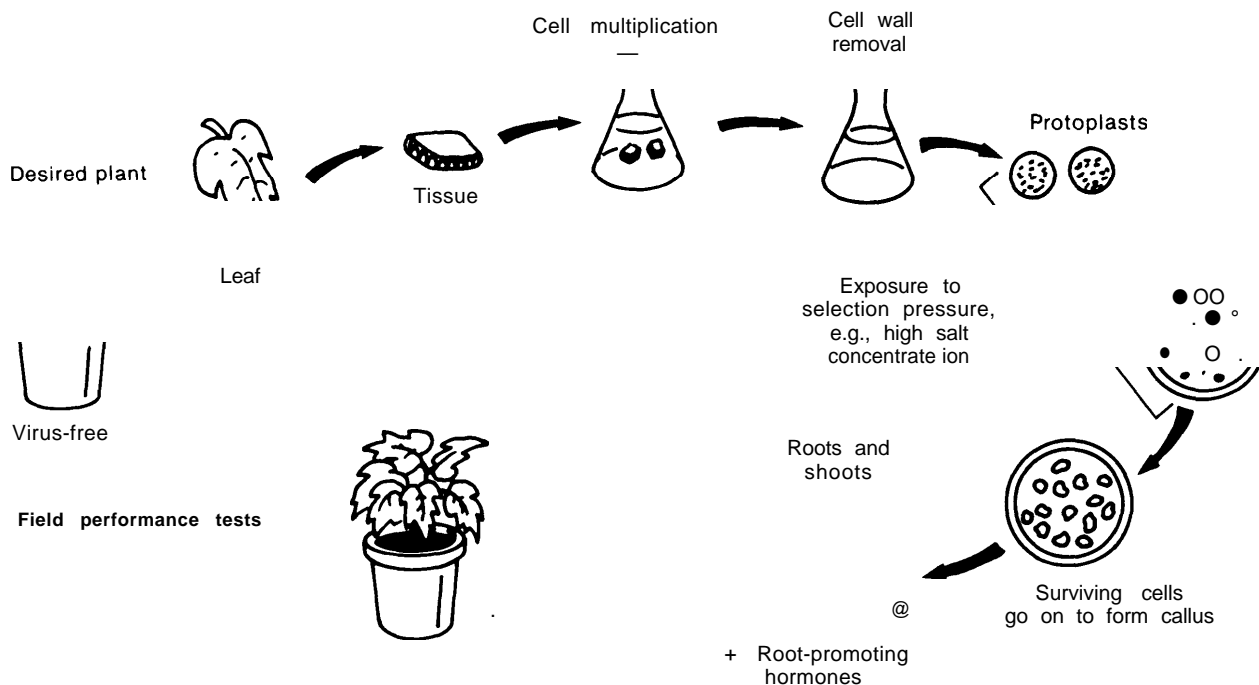 Cell multiplication
—
Cell wall
removal
Protoplasts
Desired plant
Tissue
Leaf
Exposure to
selection pressure,
e.g., high salt
concentrate ion
Virus-free
Roots and
shoots
Field performance tests
Surviving cells
go on to form callus
@
+ Root-promoting
hormones